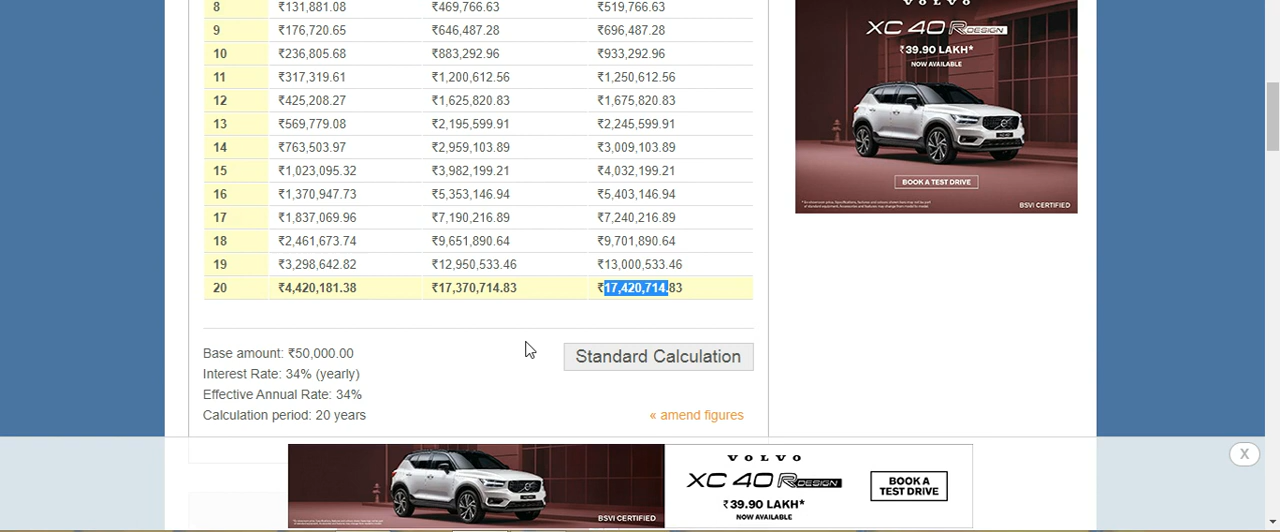 8 ₹131,881.08 ₹469,766.63 ₹519,766.63
9 ₹176,720.65 ₹646,487.28 ₹696,487.28
10 ₹236,805.68 ₹883,292.96 ₹933,292.96
11 ₹317,319.61 ₹1,200,612.56 ₹1,250,612.56
12 ₹425,208.27 ₹1,625,820.83 ₹1,675,820.83
13 ₹569,779.08 ₹2,195,599.91 ₹2,245,599.91
14 ₹763,503.97 ₹2,959,103.89 ₹3,009,103.89
15 ₹1,023,095.32 ₹3,982,199.21 ₹4,032,199.21
16 ₹1,370,947.73 ₹5,353,146.94 ₹5,403,146.94
17 ₹1,837,069.96 ₹7,190,216.89 ₹7,240,216.89
18 ₹2,461,673.74 ₹9,651,890.64 ₹9,701,890.64
19 ₹3,298,642.82 ₹12,950,533.46 ₹13,000,533.46
20 ₹4,420,181.38 ₹17,370,714.83 ₹17,420,714.83
Base amount: ₹50,000.00
Interest Rate: 34% (yearly)
Effective Annual Rate: 34%
Calculation period: 20 years
Standard Calculation
« amend figures
VOLVO
XC 40 R DESIGN
₹39.90 LAKH*
NOW AVAILABLE
BOOK A TEST DRIVE
BSVI CERTIFIED
BSVI CERTIFIED
VOLVO
XC 40 R DESIGN
₹39.90 LAKH*
NOW AVAILABLE
BOOK A
TEST DRIVE
X